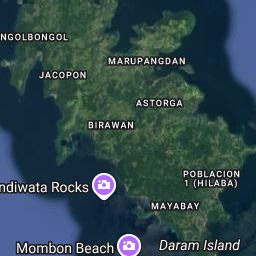 NGOLBONGOL
MARUPANGDAN
JACOPON
ASTORGA
BIRAWAN
POBLACION
1 (HILABA)
ndiwata Rocks
MAYABAY
Daram Island
Mombon Beach